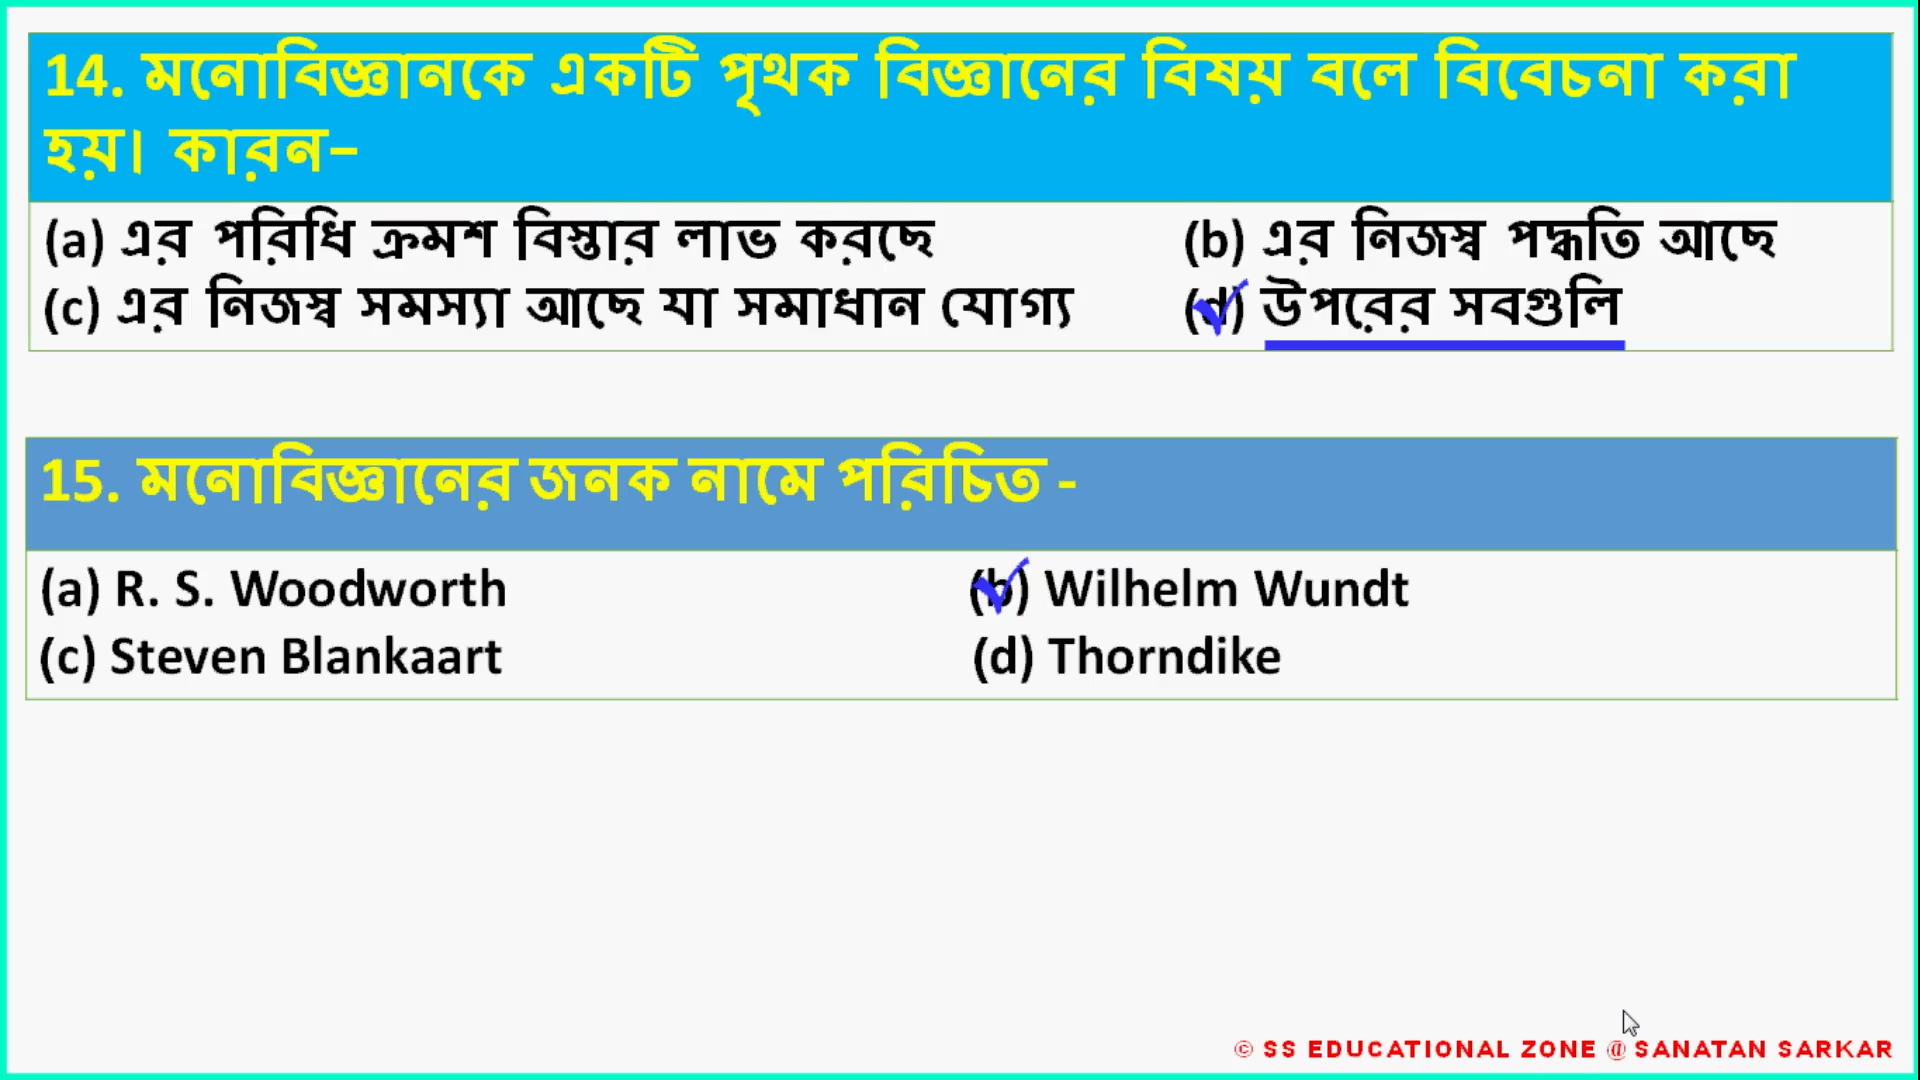 14. মনোবিজ্ঞানকে একটি পৃথক বিজ্ঞানের বিষয় বলে বিবেচনা করা
হয়। কারন–
(a) এর পরিধি ক্রমশ বিস্তার লাভ করছে (b) এর নিজস্ব পদ্ধতি আছে
(c) এর নিজস্ব সমস্যা আছে যা সমাধান যোগ্য (d) উপরের সবগুলি
15. মনোবিজ্ঞানের জনক নামে পরিচিত -
(a) R. S. Woodworth (b) Wilhelm Wundt
(c) Steven Blankaart (d) Thorndike
© SS EDUCATIONAL ZONE @ SANATAN SARKAR